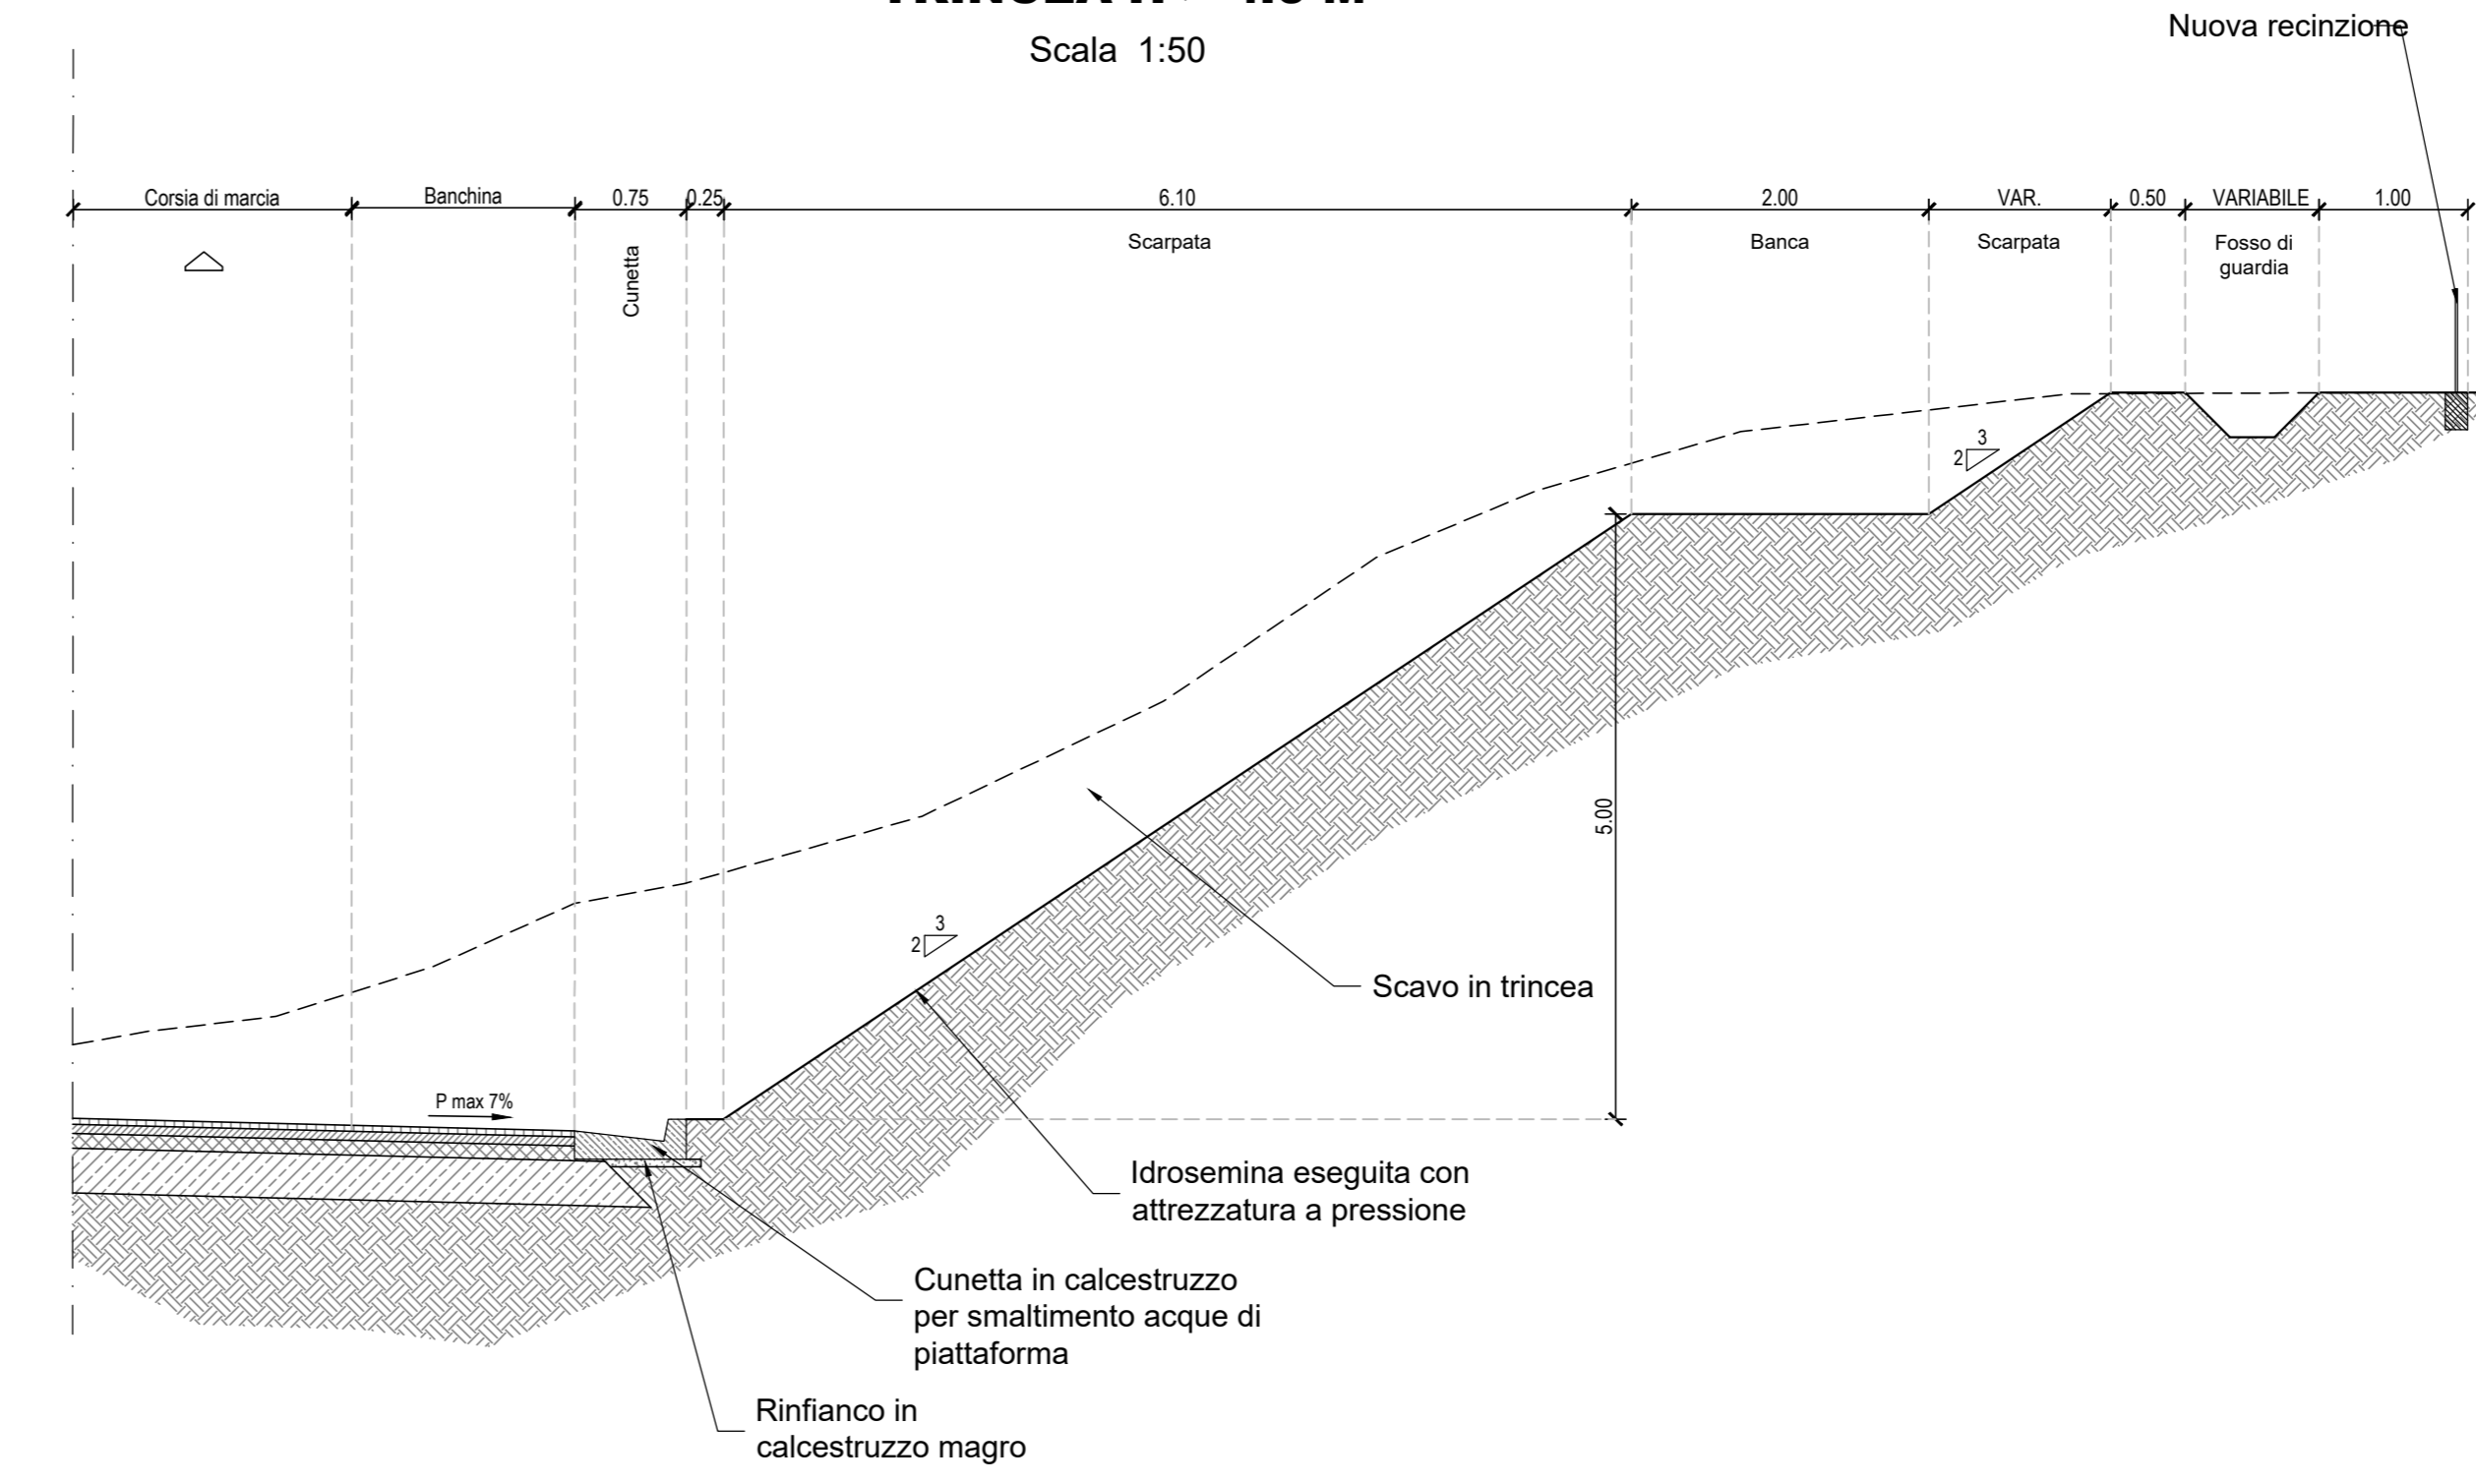 Scala 1:50
Nuova recinzione
Corsia di marcia
Banchina
0.75
0.25
6.10
2.00
VAR.
0.50
VARIABILE
1.00
Cunetta
Scarpata
Banca
Scarpata
Fosso di
guardia
3
2
5.00
3
2
Scavo in trincea
P max 7%
Idrosemina eseguita con
attrezzatura a pressione
Cunetta in calcestruzzo
per smaltimento acque di
piattaforma
Rinfianco in
calcestruzzo magro